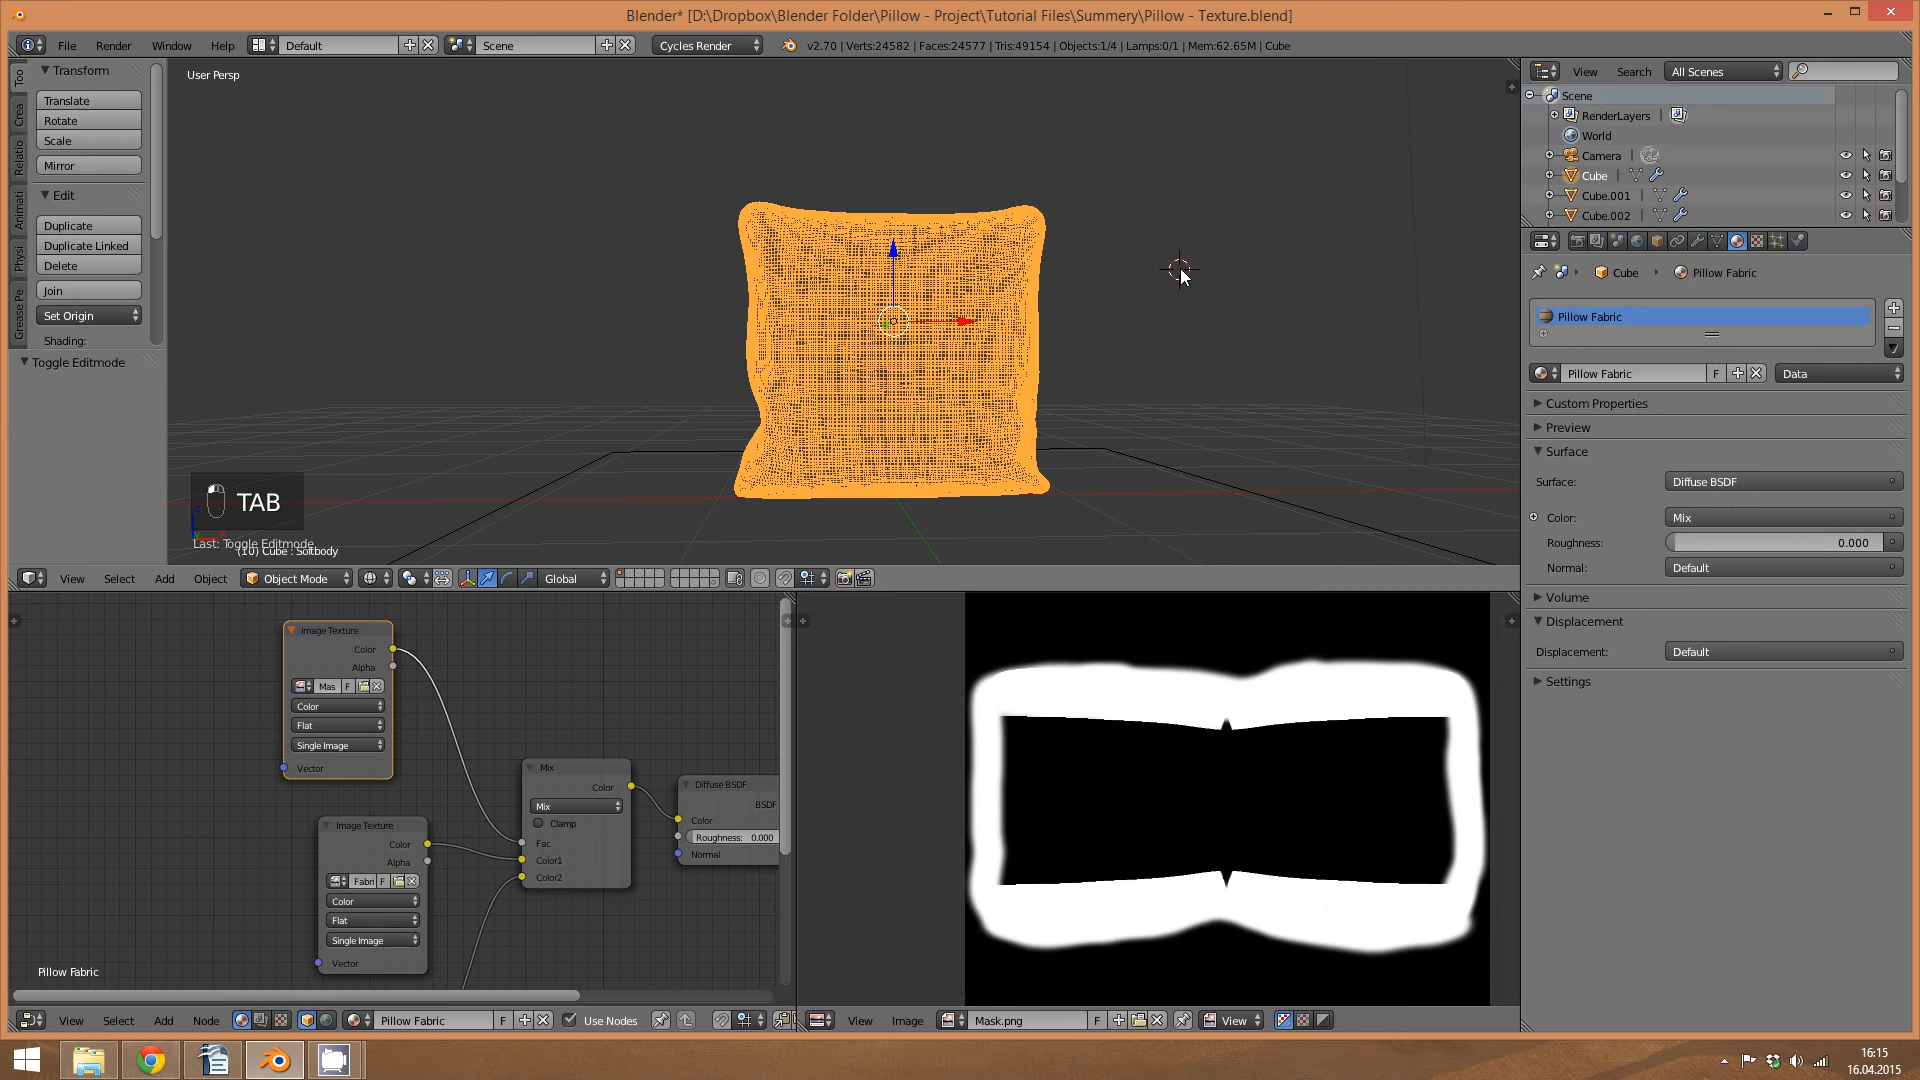 Blender* [D:\Dropbox\Blender Folder\Pillow - Project\Tutorial Files\Summery\Pillow - Texture.blend]
File Render Window Help Default Scene Cycles Render v2.70 | Verts:24582 | Faces:24577 | Tris:49154 | Objects:1/4 | Lamps:0/1 | Mem:62.65M | Cube
Too
Crea
Relatio
Animati
Physi
Grease Pe
Transform
Translate
Rotate
Scale
Mirror
Edit
Duplicate
Duplicate Linked
Delete
Join
Set Origin
Shading:
Toggle Editmode
User Persp
TAB
Last: Toggle Editmode
(10) Cube : Softbody
View Select Add Object Object Mode Global
View Search All Scenes
Scene
RenderLayers
World
Camera
Cube
Cube.001
Cube.002
Cube Pillow Fabric
Pillow Fabric
Pillow Fabric F Data
Custom Properties
Preview
Surface
Surface: Diffuse BSDF
Color: Mix
Roughness: 0.000
Normal: Default
Volume
Displacement
Displacement: Default
Settings
Image Texture
Color
Alpha
Mas F
Color
Flat
Single Image
Vector
Image Texture
Color
Alpha
Fabri F
Color
Flat
Single Image
Vector
Mix
Color
Mix
Clamp
Fac
Color1
Color2
Diffuse BSDF
BSDF
Color
Roughness: 0.000
Normal
Pillow Fabric
View Select Add Node Pillow Fabric F Use Nodes
View Image Mask.png F View
16:15
16.04.2015